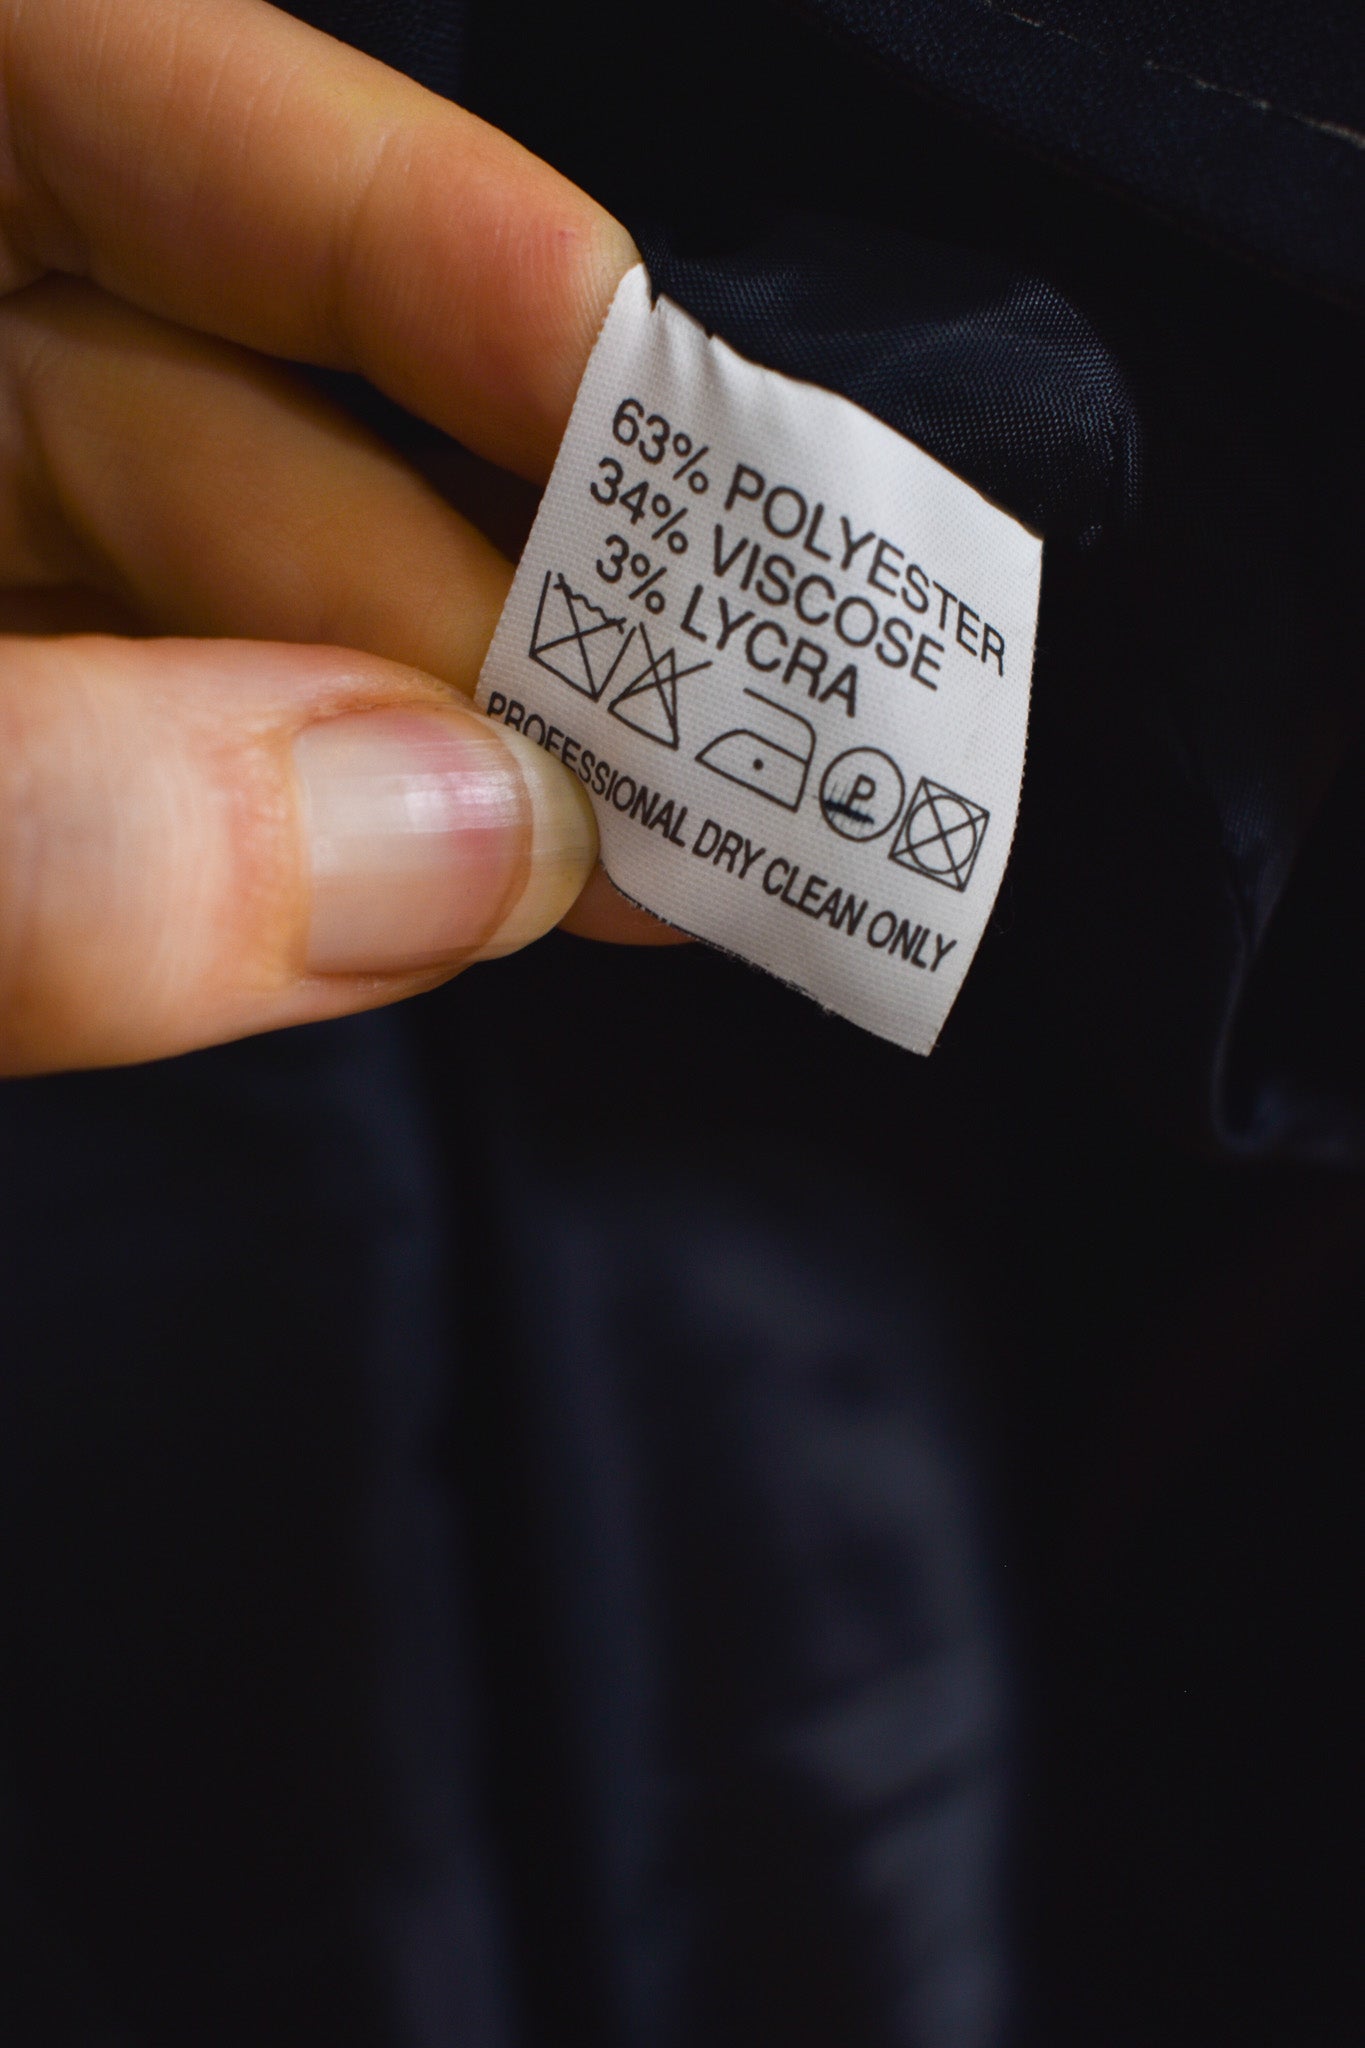 63% POLYESTER
34% VISCOSE
3% LYCRA
P
PROFESSIONAL DRY CLEAN ONLY